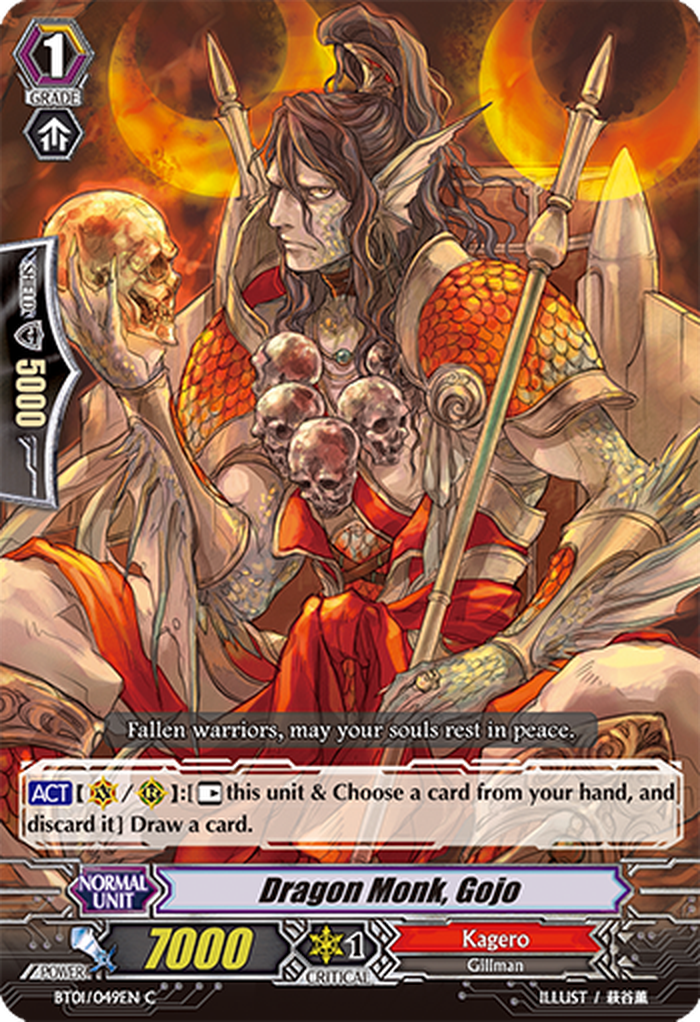 1
GRADE
SHIELD
5000
Fallen warriors, may your souls rest in peace.
ACT [ V / R ]:[ this unit & Choose a card from your hand, and
discard it] Draw a card.
NORMAL
UNIT
Dragon Monk, Gojo
POWER
7000
1
CRITICAL
Kagero
Gillman
BT01/049EN C
ILLUST / 萩谷薫